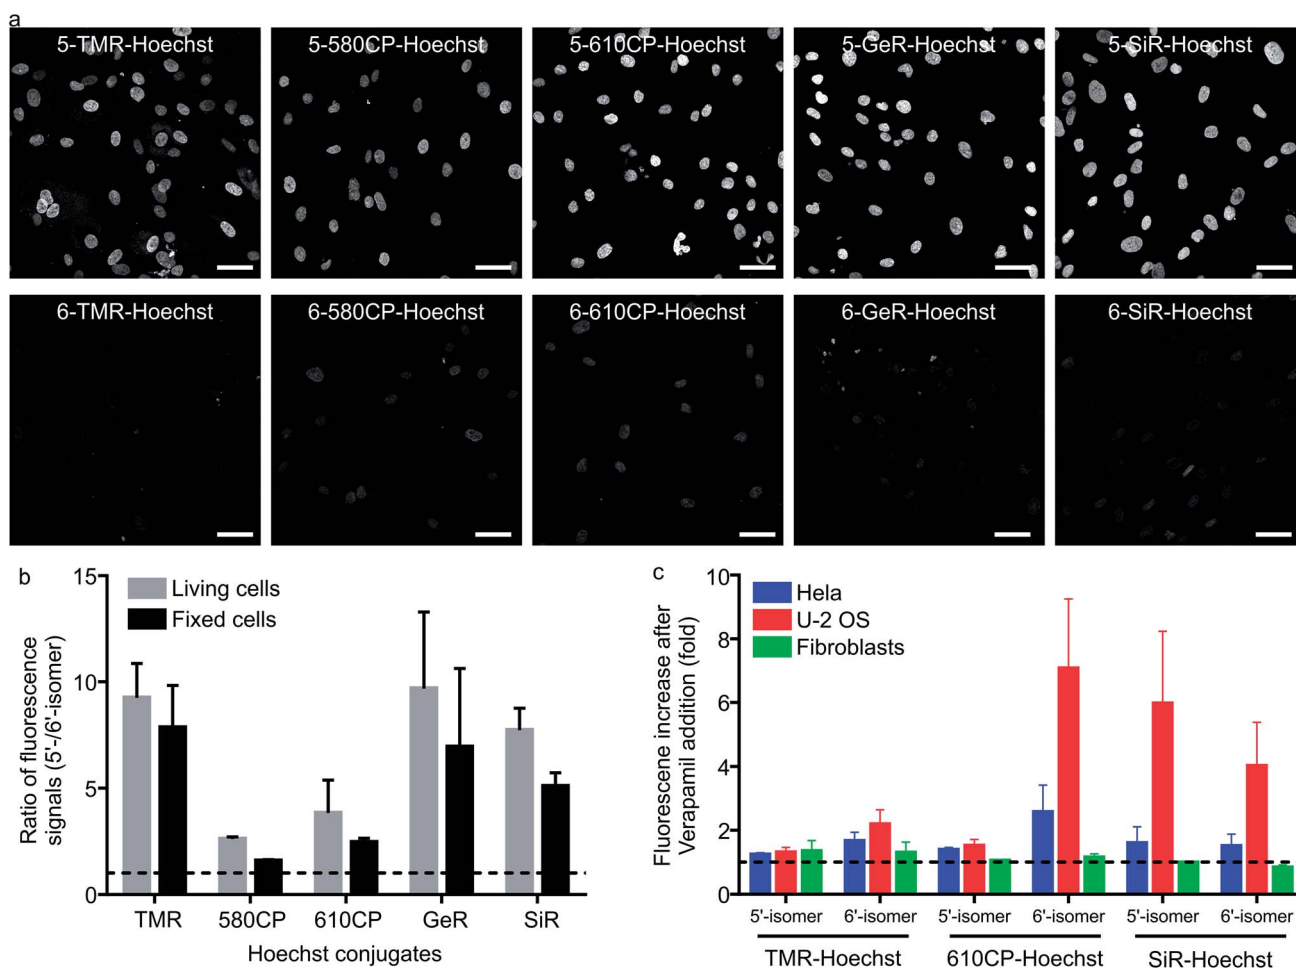 a
5-TMR-Hoechst
5-580CP-Hoechst
5-610CP-Hoechst
5-GeR-Hoechst
5-SiR-Hoechst
6-TMR-Hoechst
6-580CP-Hoechst
6-610CP-Hoechst
6-GeR-Hoechst
6-SiR-Hoechst
b
Ratio of fluorescence
signals (5'-/6'-isomer)
15
10
5
0
Living cells
Fixed cells
TMR
580CP
610CP
GeR
SiR
Hoechst conjugates
c
Fluorescene increase after
Verapamil addition (fold)
10
8
6
4
2
0
Hela
U-2 OS
Fibroblasts
5'-isomer
6'-isomer
5'-isomer
6'-isomer
5'-isomer
6'-isomer
TMR-Hoechst
610CP-Hoechst
SiR-Hoechst